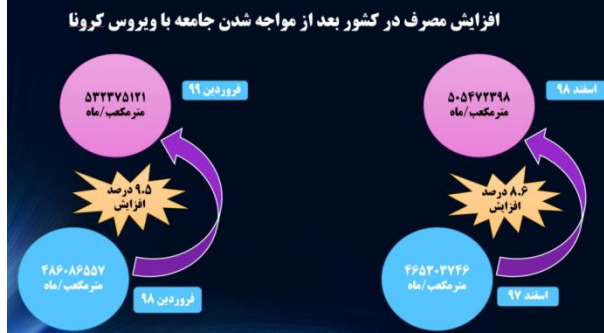 افزایش مصرف در کشور بعد از مواجه شدن جامعه با ویروس کرونا
اسفند ۹۸
۵۰۵۴۷۲۳۹۸
مترمکعب/ماه
۸.۶ درصد
افزایش
۴۶۵۳۰۳۷۴۶
مترمکعب/ماه
اسفند ۹۷
فروردین ۹۹
۵۳۲۳۷۵۱۲۱
مترمکعب/ماه
۹.۵ درصد
افزایش
۴۸۶۰۸۶۵۵۷
مترمکعب/ماه
فروردین ۹۸